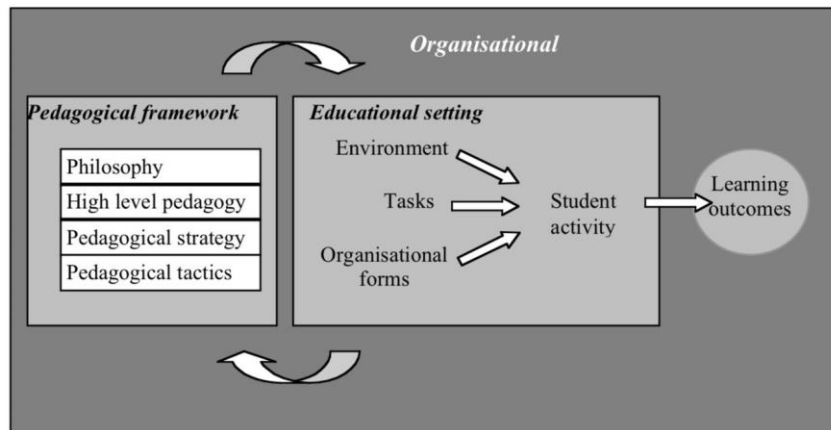 Organisational
Pedagogical framework
Philosophy
High level pedagogy
Pedagogical strategy
Pedagogical tactics
Educational setting
Environment
Tasks
Organisational
forms
Student
activity
Learning
outcomes